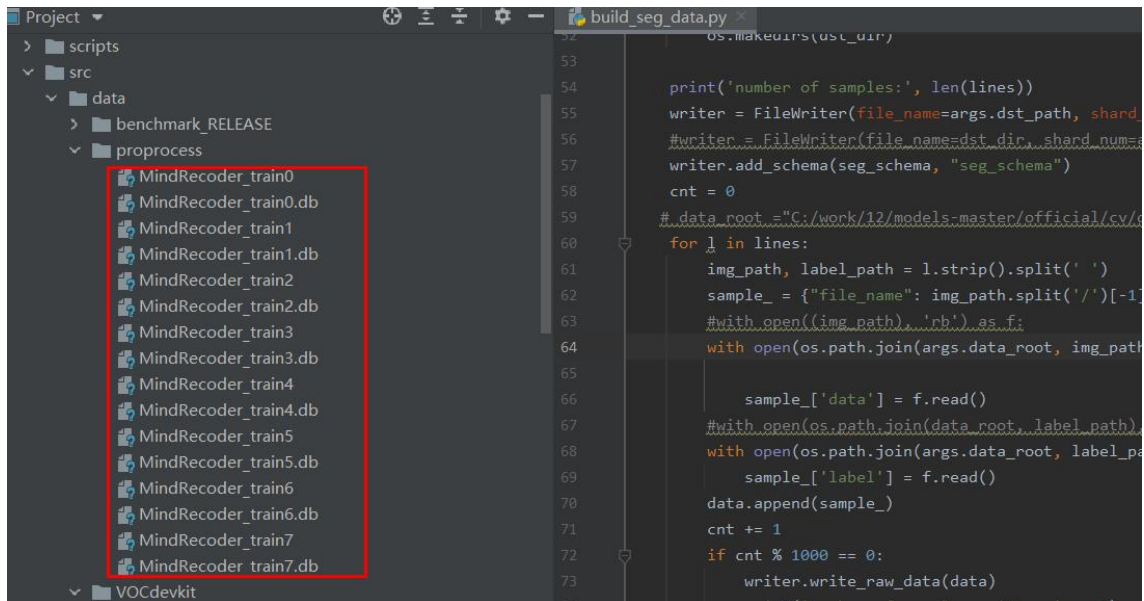 Project
scripts
src
data
benchmark_RELEASE
proprocess
MindRecoder_train0
MindRecoder_train0.db
MindRecoder_train1
MindRecoder_train1.db
MindRecoder_train2
MindRecoder_train2.db
MindRecoder_train3
MindRecoder_train3.db
MindRecoder_train4
MindRecoder_train4.db
MindRecoder_train5
MindRecoder_train5.db
MindRecoder_train6
MindRecoder_train6.db
MindRecoder_train7
MindRecoder_train7.db
VOCdevkit
build_seg_data.py
52 os.makedirs(dst_dir)
53
54 print('number of samples:', len(lines))
55 writer = FileWriter(file_name=args.dst_path, shard_
56 #writer = FileWriter(file_name=dst_dir, shard_num=a
57 writer.add_schema(seg_schema, "seg_schema")
58 cnt = 0
59 # data_root ="C:/work/12/models-master/official/cv/
60 for l in lines:
61 img_path, label_path = l.strip().split(' ')
62 sample_ = {"file_name": img_path.split('/')[-1]
63 #with open((img_path), 'rb') as f:
64 with open(os.path.join(args.data_root, img_path
65
66 sample_['data'] = f.read()
67 #with open(os.path.join(data_root, label_path),
68 with open(os.path.join(args.data_root, label_pa
69 sample_['label'] = f.read()
70 data.append(sample_)
71 cnt += 1
72 if cnt % 1000 == 0:
73 writer.write_raw_data(data)